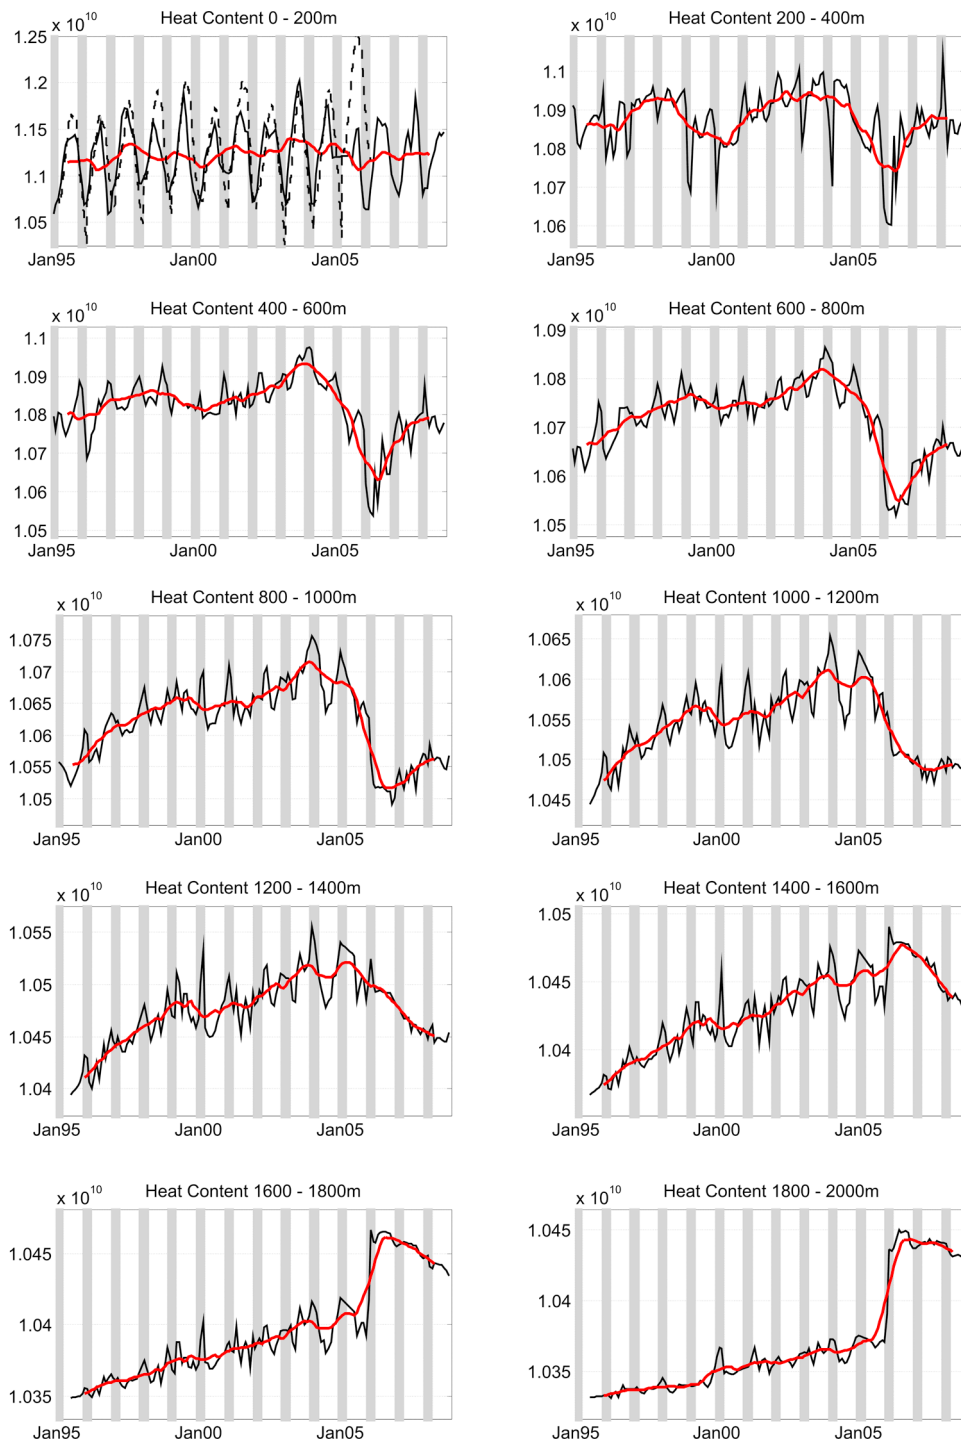 x 10^10 Heat Content 0 - 200m
1.25
1.2
1.15
1.1
1.05
Jan95 Jan00 Jan05
x 10^10 Heat Content 200 - 400m
1.1
1.09
1.08
1.07
1.06
Jan95 Jan00 Jan05
x 10^10 Heat Content 400 - 600m
1.1
1.09
1.08
1.07
1.06
1.05
Jan95 Jan00 Jan05
x 10^10 Heat Content 600 - 800m
1.09
1.08
1.07
1.06
1.05
Jan95 Jan00 Jan05
x 10^10 Heat Content 800 - 1000m
1.075
1.07
1.065
1.06
1.055
1.05
Jan95 Jan00 Jan05
x 10^10 Heat Content 1000 - 1200m
1.065
1.06
1.055
1.05
1.045
Jan95 Jan00 Jan05
x 10^10 Heat Content 1200 - 1400m
1.055
1.05
1.045
1.04
Jan95 Jan00 Jan05
x 10^10 Heat Content 1400 - 1600m
1.05
1.045
1.04
Jan95 Jan00 Jan05
x 10^10 Heat Content 1600 - 1800m
1.045
1.04
1.035
Jan95 Jan00 Jan05
x 10^10 Heat Content 1800 - 2000m
1.045
1.04
1.035
Jan95 Jan00 Jan05